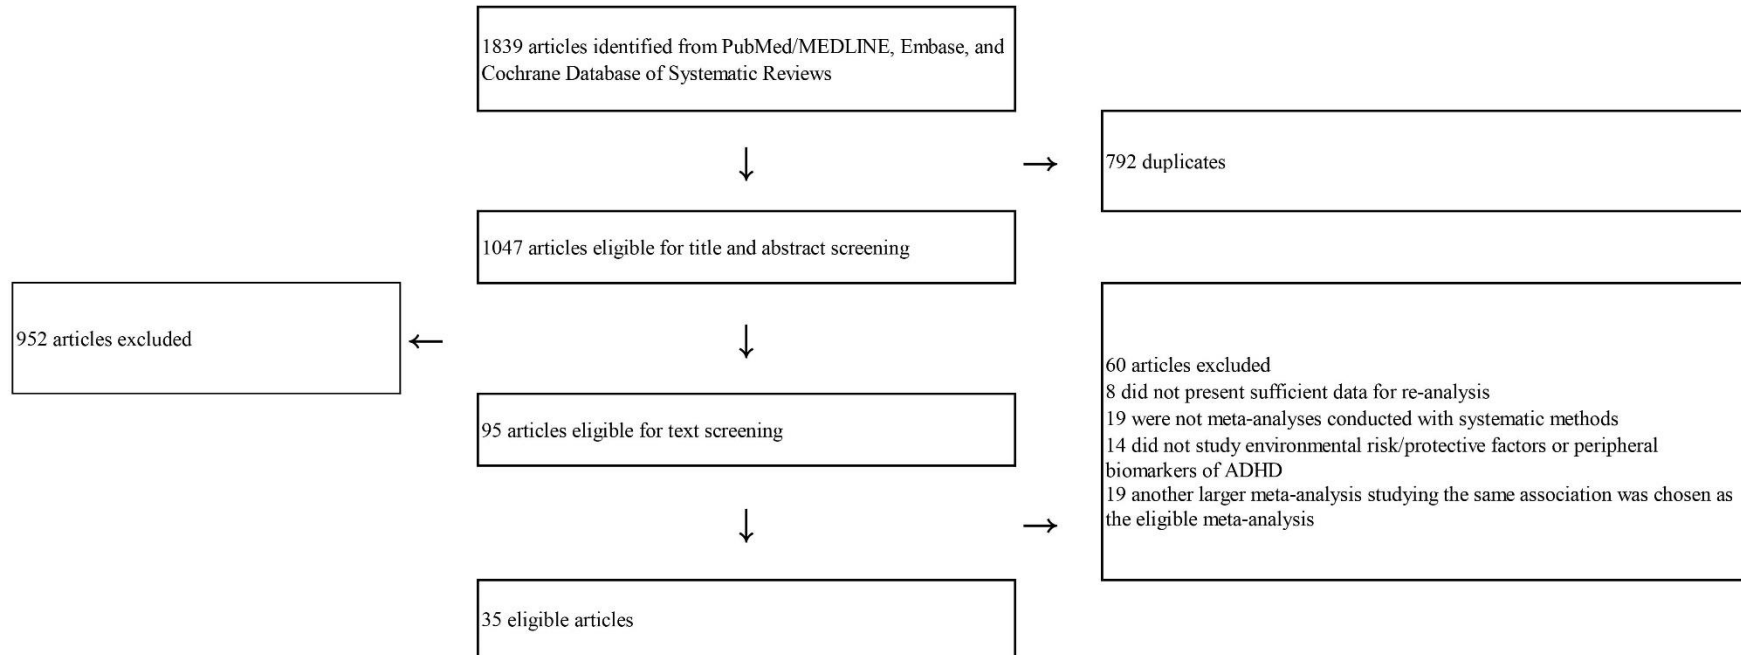 1839 articles identified from PubMed/MEDLINE, Embase, and
Cochrane Database of Systematic Reviews
792 duplicates
1047 articles eligible for title and abstract screening
952 articles excluded
95 articles eligible for text screening
60 articles excluded
8 did not present sufficient data for re-analysis
19 were not meta-analyses conducted with systematic methods
14 did not study environmental risk/protective factors or peripheral
biomarkers of ADHD
19 another larger meta-analysis studying the same association was chosen as
the eligible meta-analysis
35 eligible articles